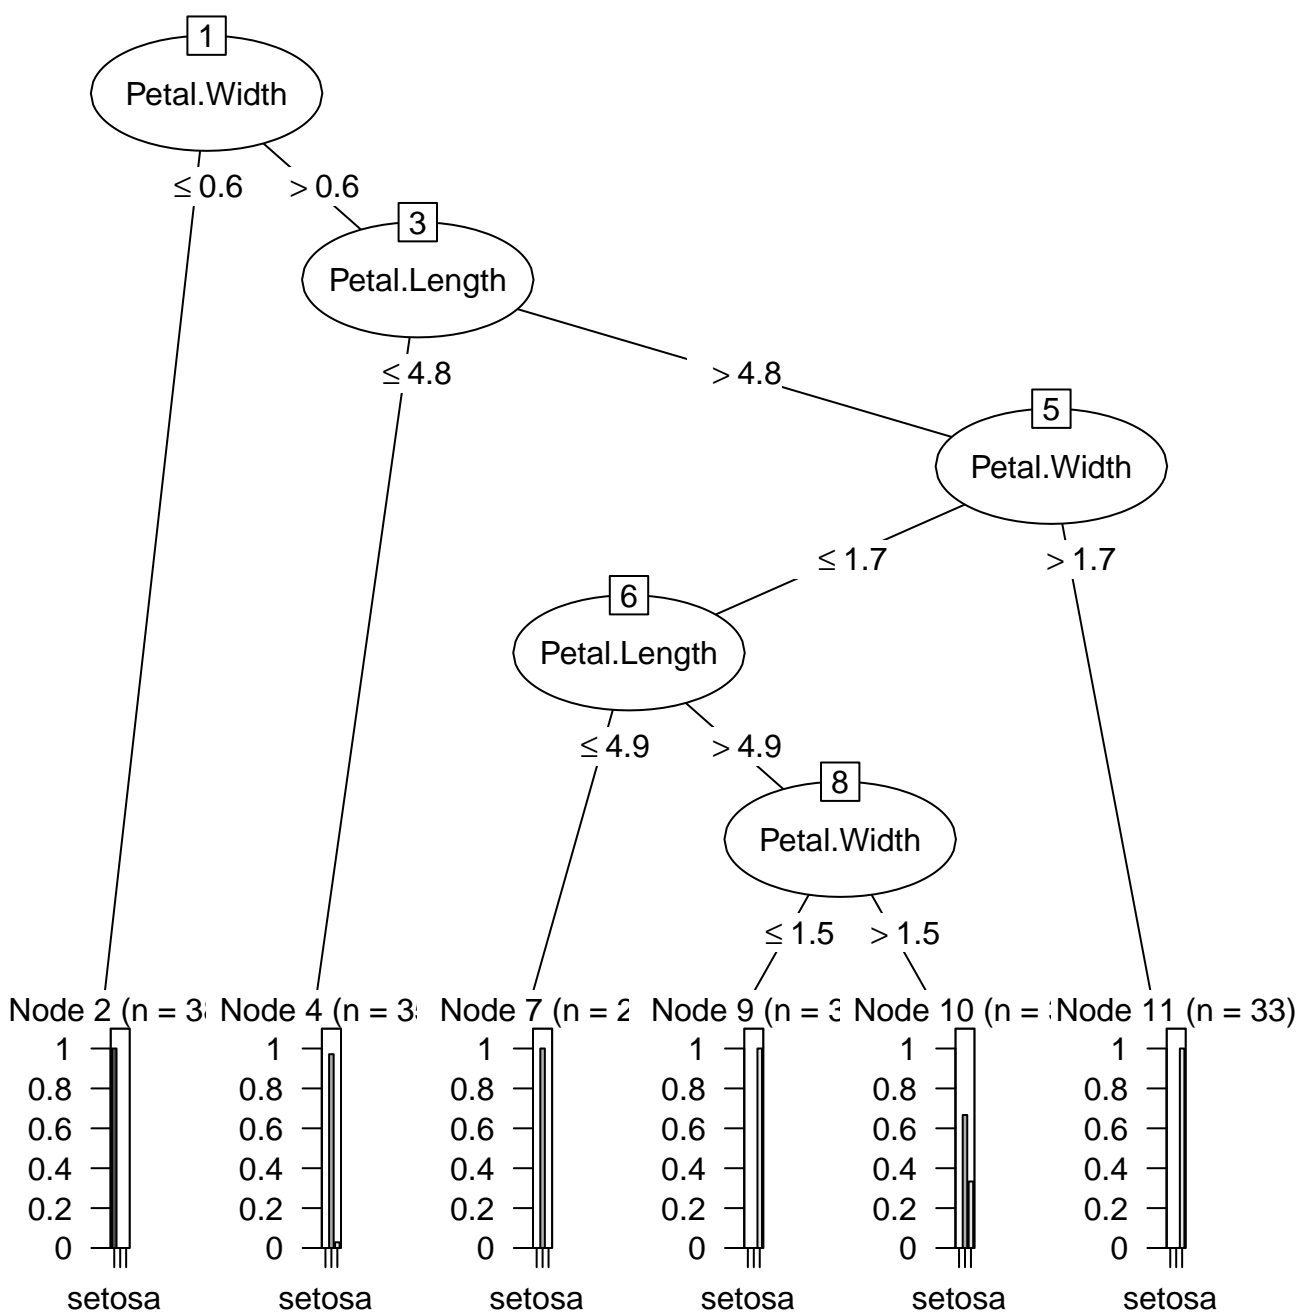 1
Petal.Width
≤ 0.6 > 0.6
3
Petal.Length
≤ 4.8 > 4.8
5
Petal.Width
≤ 1.7 > 1.7
6
Petal.Length
≤ 4.9 > 4.9
8
Petal.Width
≤ 1.5 > 1.5
Node 2 (n = 3 Node 4 (n = 3 Node 7 (n = 2 Node 9 (n = 3 Node 10 (n = Node 11 (n = 33)
1 1 1 1 1 1
0.8 0.8 0.8 0.8 0.8 0.8
0.6 0.6 0.6 0.6 0.6 0.6
0.4 0.4 0.4 0.4 0.4 0.4
0.2 0.2 0.2 0.2 0.2 0.2
0 0 0 0 0 0
setosa setosa setosa setosa setosa setosa